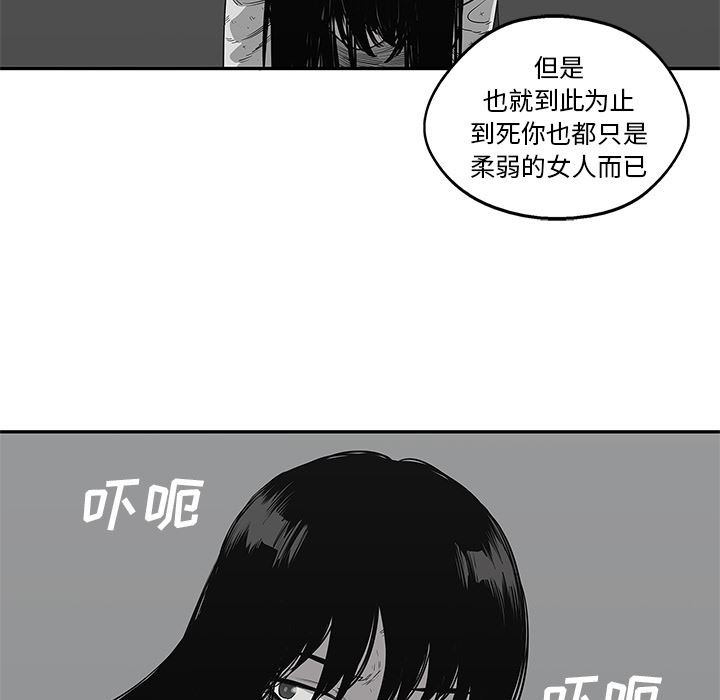 但是
也就到此为止
到死你也都只是
柔弱的女人而已
吓呃
吓呃